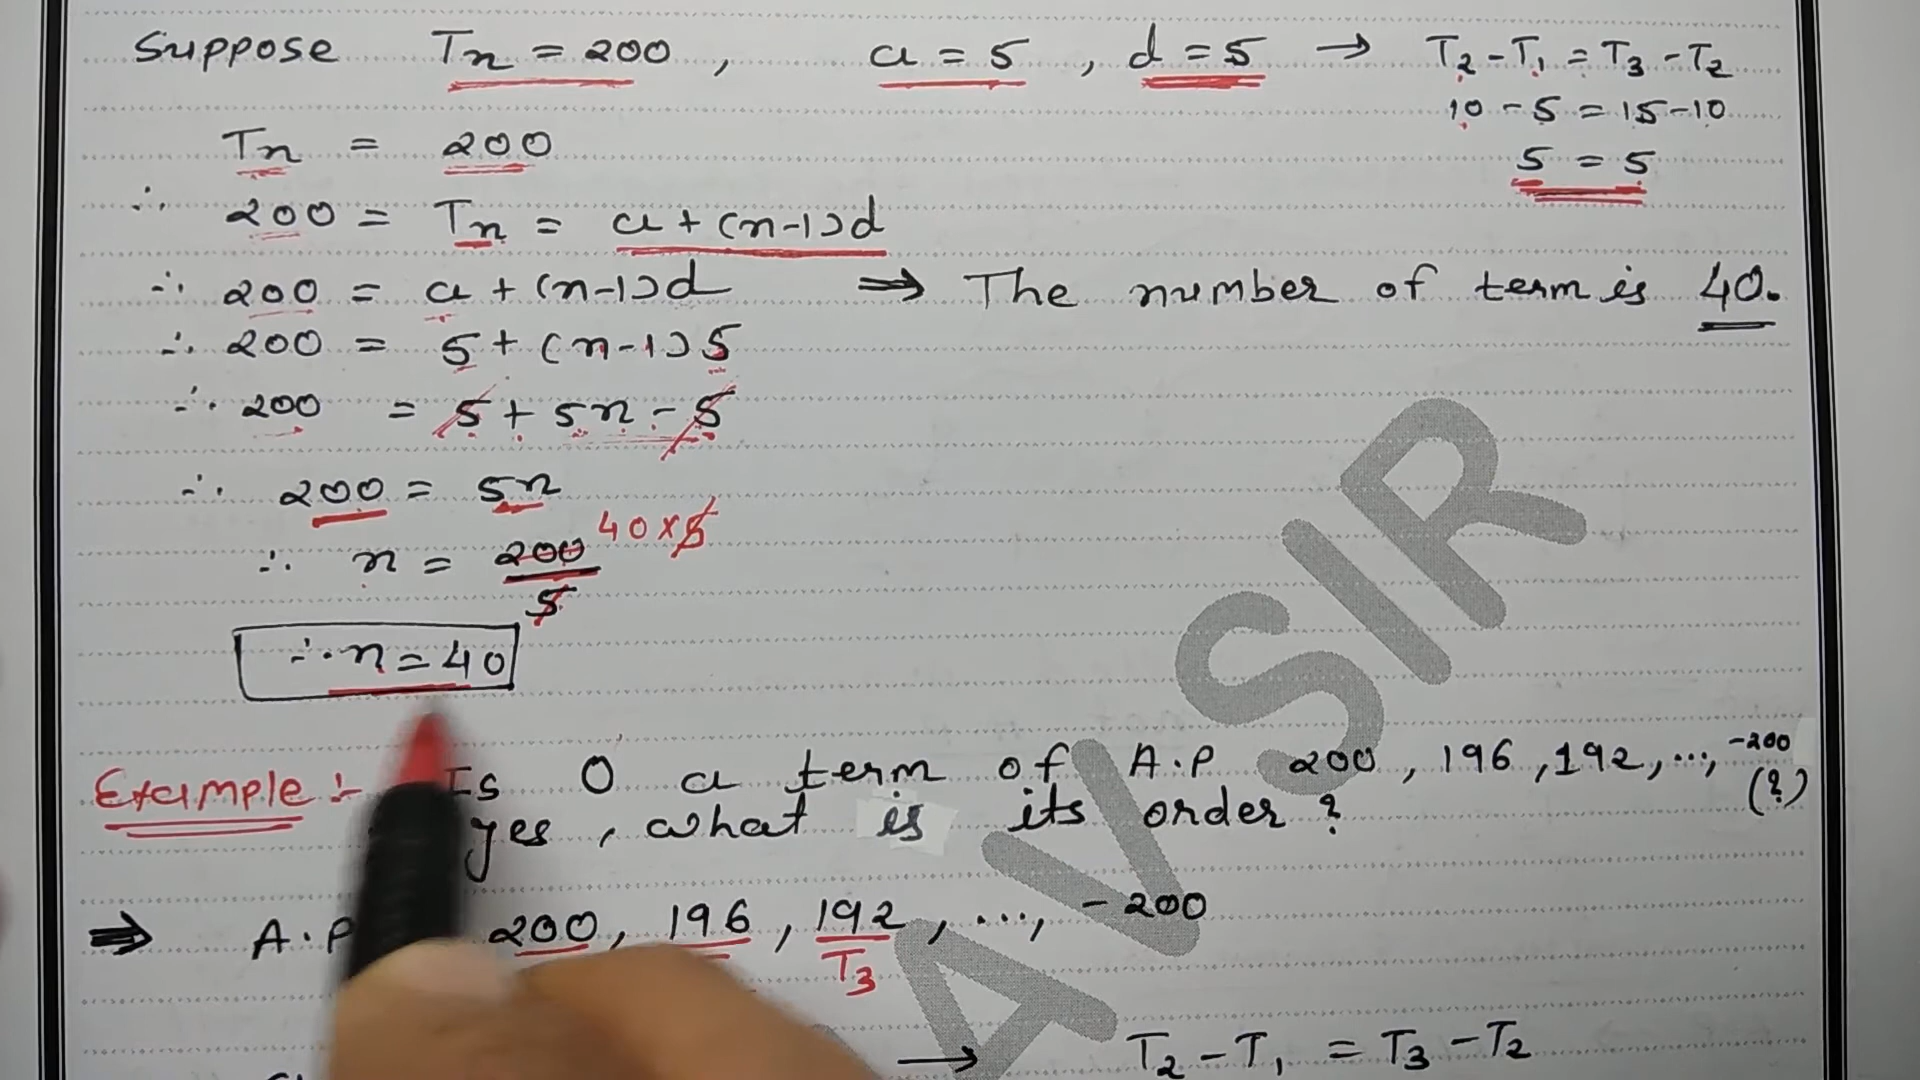 Suppose Tn = 200 , a = 5 , d = 5 → T2 - T1 = T3 - T2
10 - 5 = 15 - 10
5 = 5
Tn = 200
∴ 200 = Tn = a + (n-1)d
∴ 200 = a + (n-1)d ⇒ The number of term is 40.
∴ 200 = 5 + (n-1)5
∴ 200 = 5 + 5n - 5
∴ 200 = 5n
∴ n = 200/5 40×5
∴ n = 40
Example :- Is 0 a term of A.P 200 , 196 , 192 , ..., -200 (?)
yes , what is its order ?
⇒ A.P 200 , 196 , 192 , ..., - 200
T3
→ T2 - T1 = T3 - T2
AV SIR